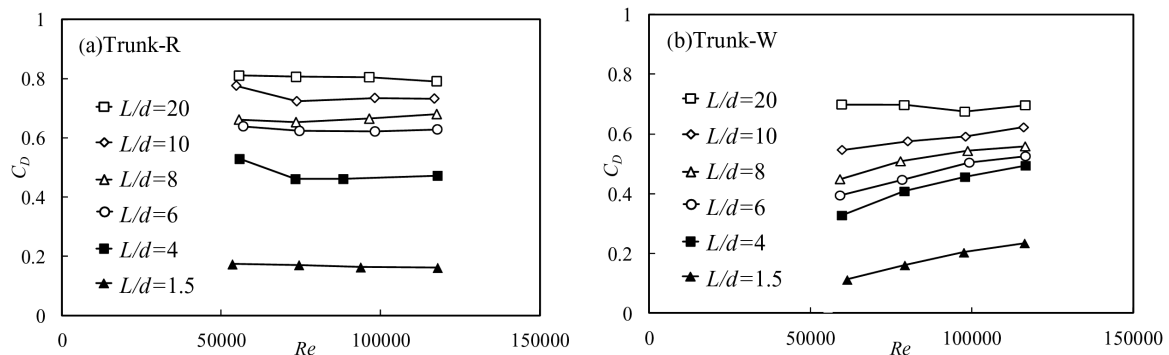 (a)Trunk-R
1
0.8
0.6
0.4
0.2
0
C_D
L/d=20
L/d=10
L/d=8
L/d=6
L/d=4
L/d=1.5
0
50000
100000
150000
Re
(b)Trunk-W
1
0.8
0.6
0.4
0.2
0
C_D
L/d=20
L/d=10
L/d=8
L/d=6
L/d=4
L/d=1.5
0
50000
100000
150000
Re